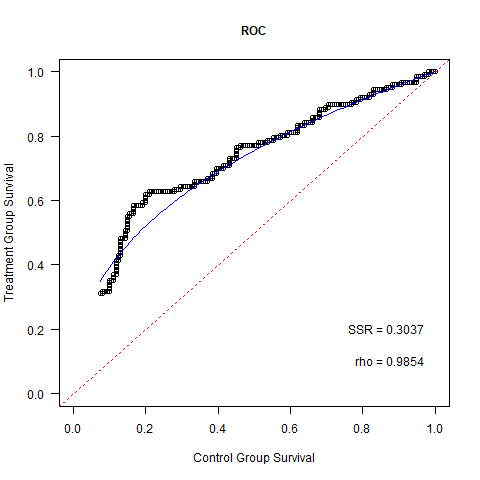 ROC
Treatment Group Survival
1.0
0.8
0.6
0.4
0.2
0.0
SSR = 0.3037
rho = 0.9854
0.0 0.2 0.4 0.6 0.8 1.0
Control Group Survival